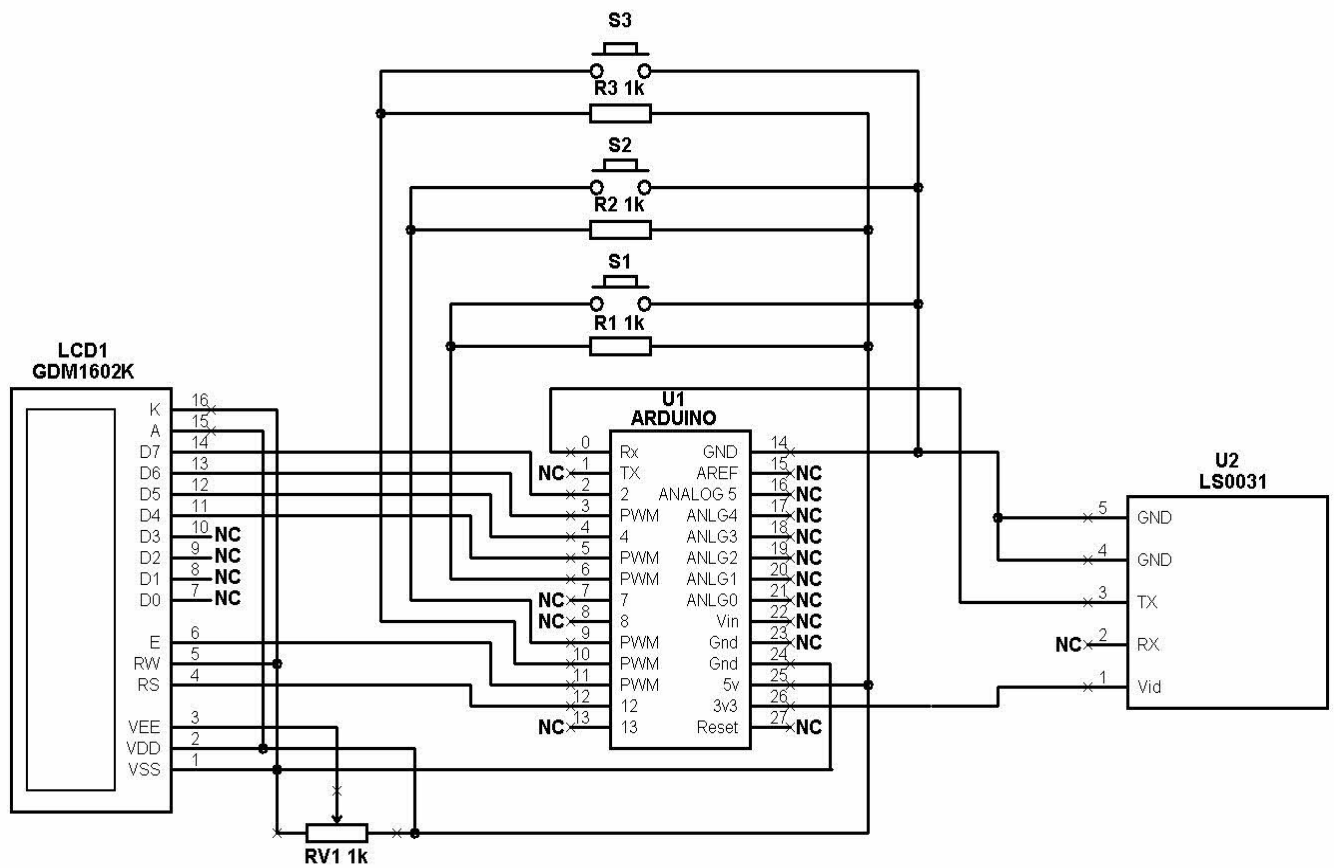 S3
R3 1k
S2
R2 1k
S1
R1 1k
LCD1
GDM1602K
K 16
A 15
D7 14
D6 13
D5 12
D4 11
D3 10 NC
D2 9 NC
D1 8 NC
D0 7 NC
E 6
RW 5
RS 4
VEE 3
VDD 2
VSS 1
RV1 1k
U1
ARDUINO
0 Rx GND 14
NC 1 TX AREF 15 NC
2 2 ANALOG 5 16 NC
3 PWM ANLG4 17 NC
4 4 ANLG3 18 NC
5 PWM ANLG2 19 NC
6 PWM ANLG1 20 NC
NC 7 7 ANLG0 21 NC
NC 8 8 Vin 22 NC
9 PWM Gnd 23 NC
10 PWM Gnd 24
11 PWM 5v 25
12 12 3v3 26
NC 13 13 Reset 27 NC
U2
LS0031
5 GND
4 GND
3 TX
NC 2 RX
1 Vid